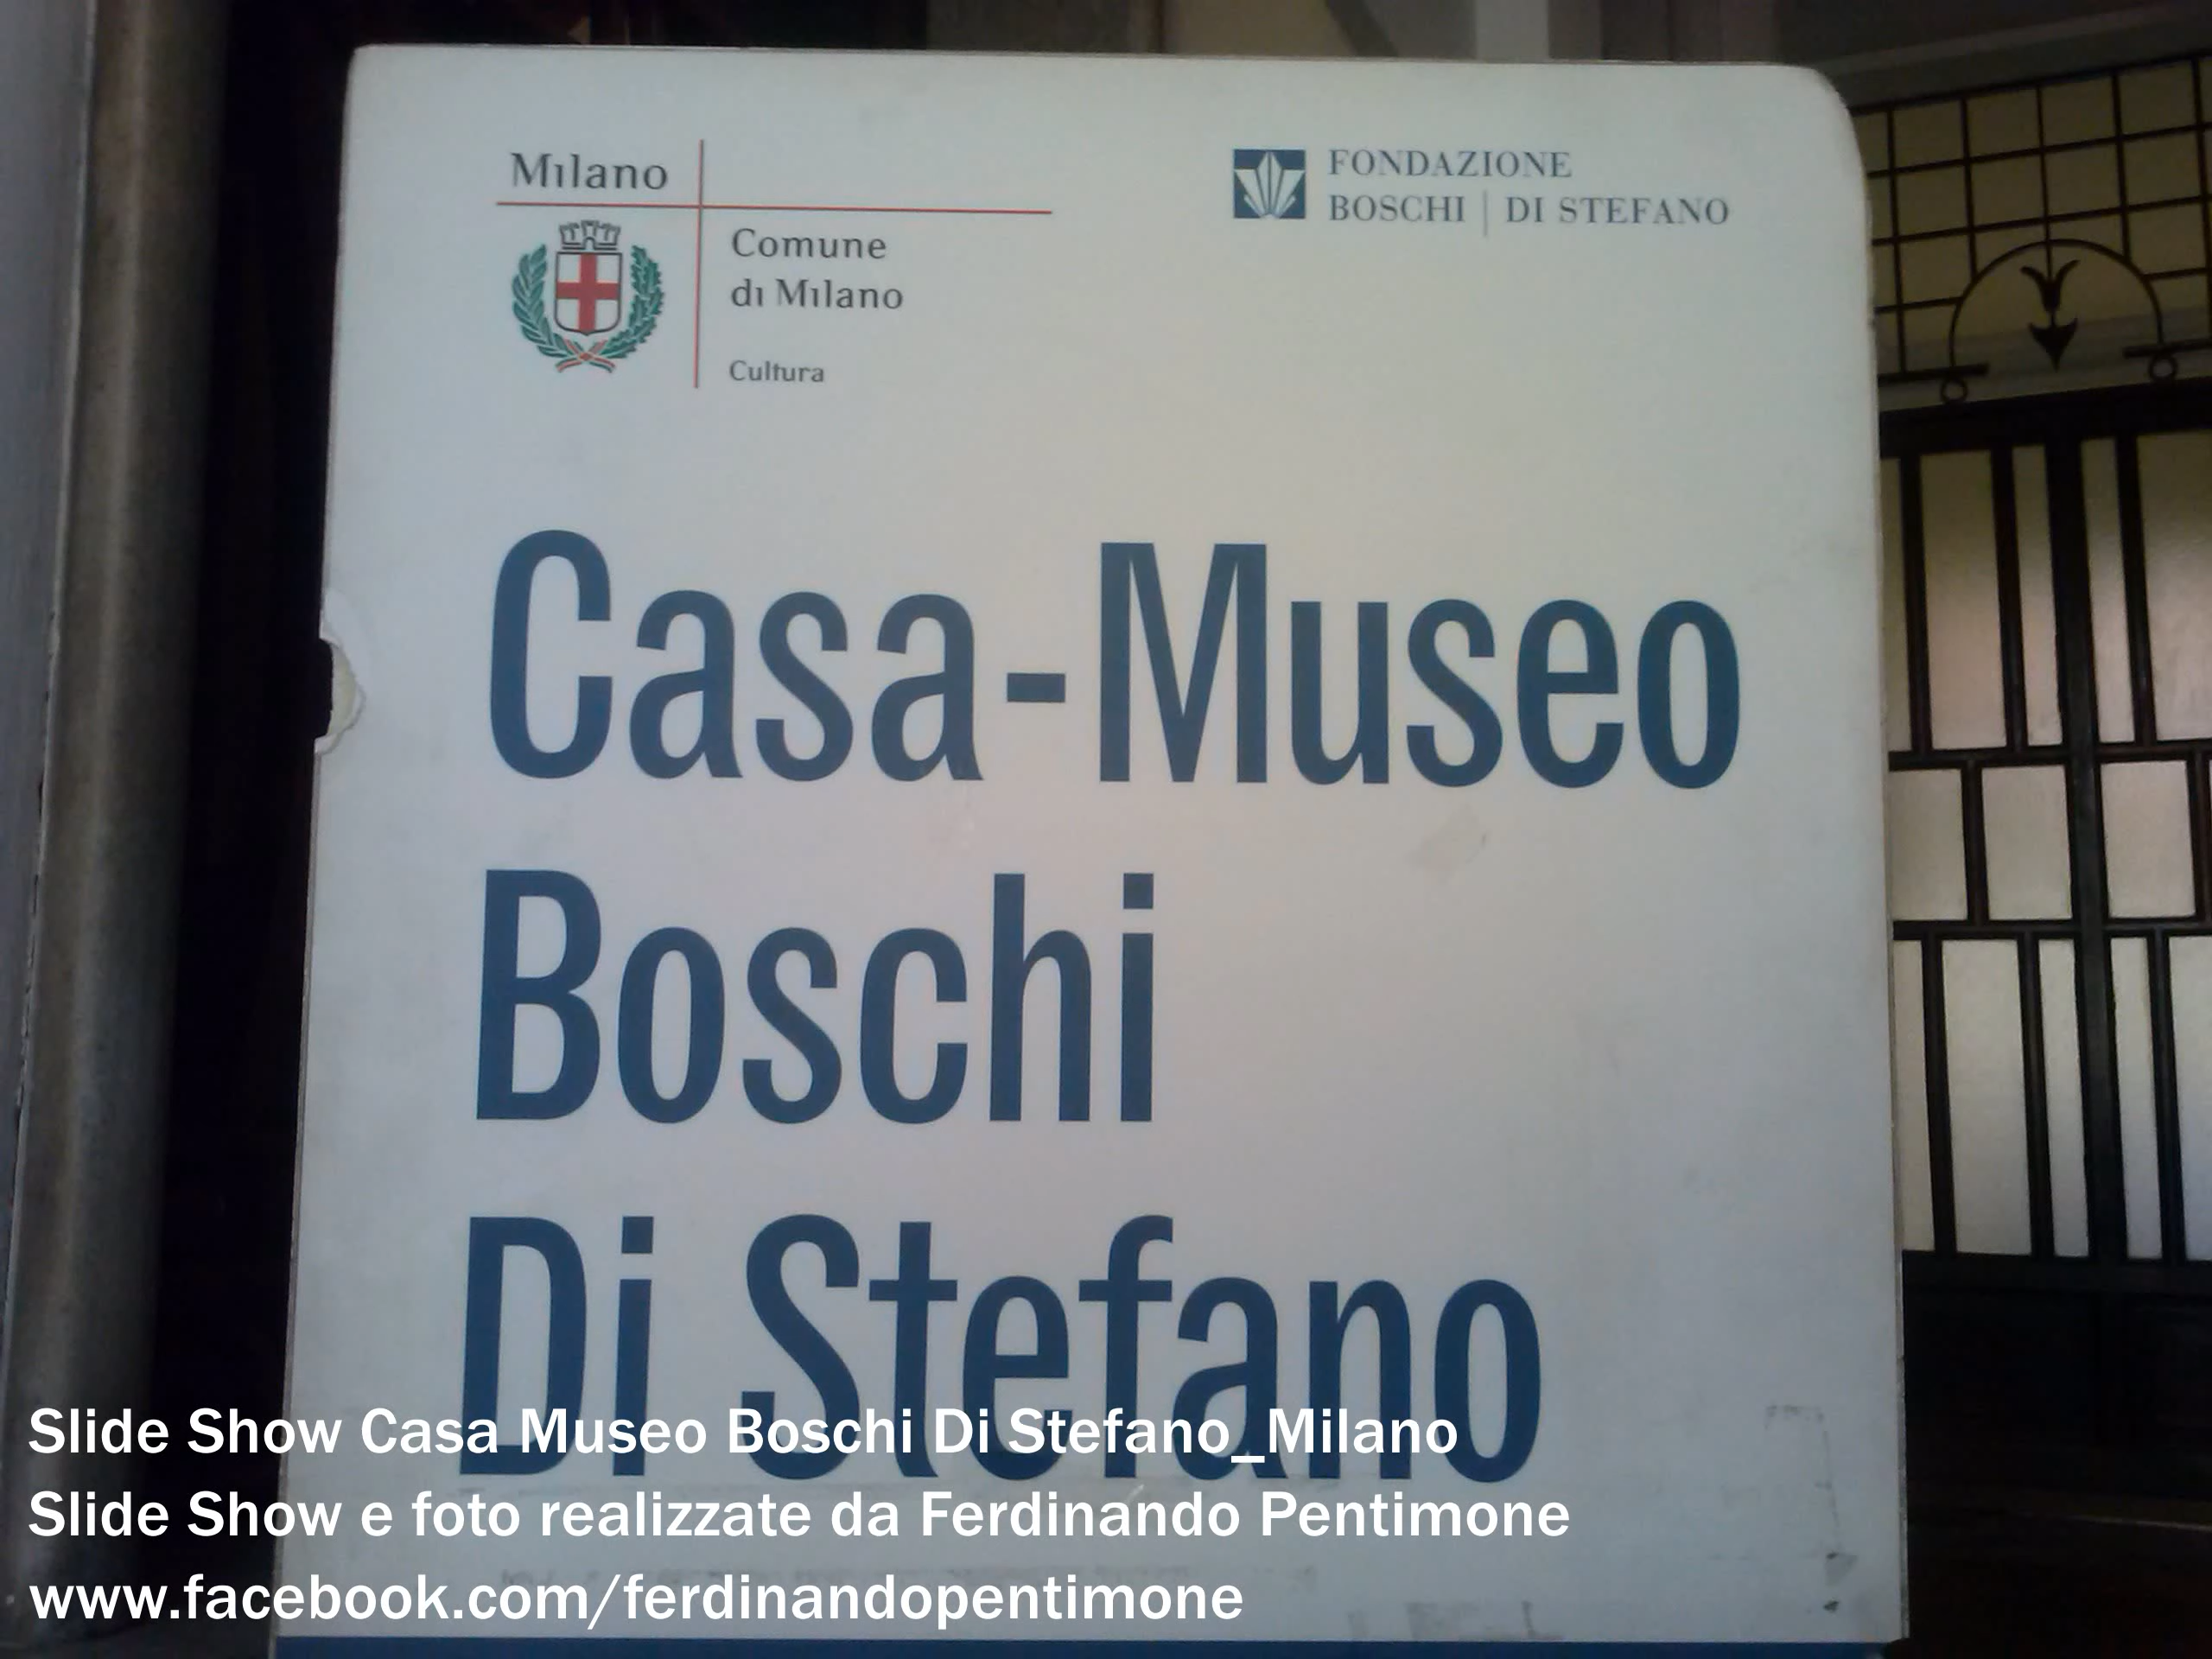 Milano
Comune
di Milano
Cultura
FONDAZIONE
BOSCHI | DI STEFANO
Casa-Museo
Boschi
Di Stefano
Slide Show Casa Museo Boschi Di Stefano_Milano
Slide Show e foto realizzate da Ferdinando Pentimone
www.facebook.com/ferdinandopentimone